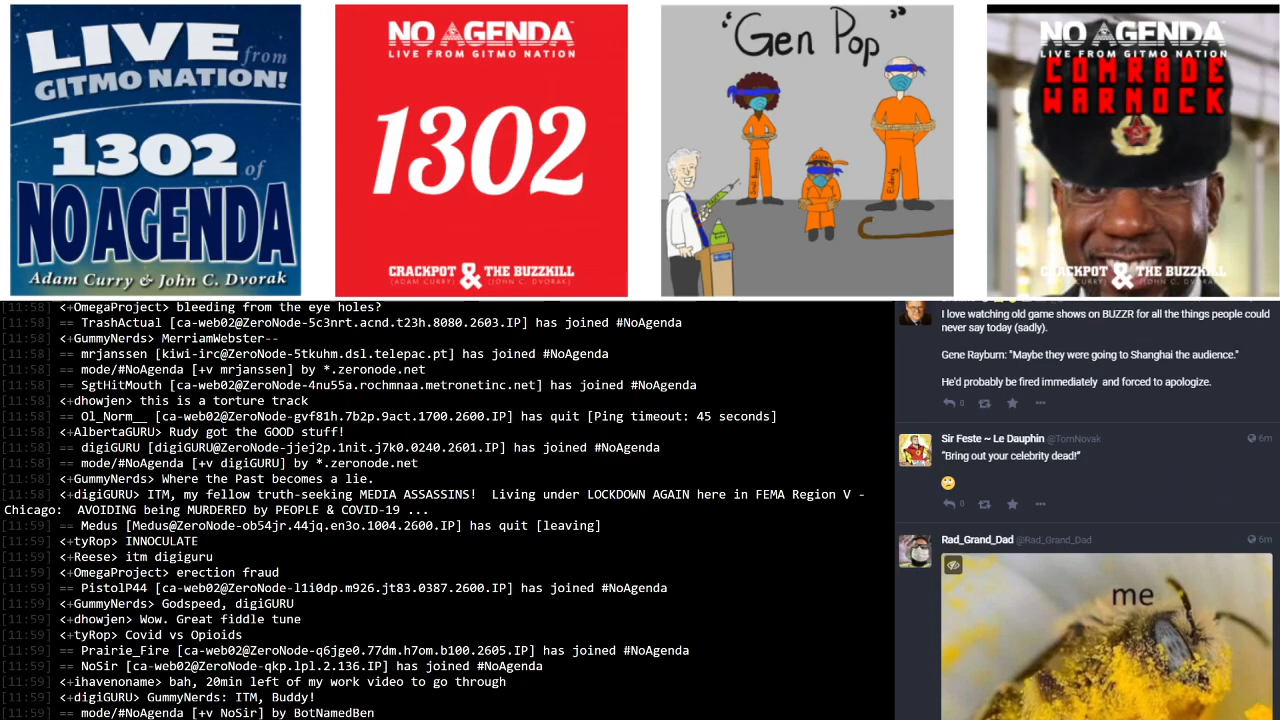 LIVE from
GITMO NATION!
1302 of
NO AGENDA
Adam Curry & John C. Dvorak
NO AGENDA
LIVE FROM GITMO NATION
1302
CRACKPOT & THE BUZZKILL
(ADAM CURRY) (JOHN C. DVORAK)
"Gen Pop"
Elderly
NO AGENDA
LIVE FROM GITMO NATION
COMRADE
WARNOCK
CRACKPOT & THE BUZZKILL
(ADAM CURRY) (JOHN C. DVORAK)
[11:58] <+OmegaProject> bleeding from the eye holes?
[11:58] == TrashActual [ca-web02@ZeroNode-5c3nrt.acnd.t23h.8080.2603.IP] has joined #NoAgenda
[11:58] <+GummyNerds> MerriamWebster--
[11:58] == mrjanssen [kiwi-irc@ZeroNode-5tkuhm.dsl.telepac.pt] has joined #NoAgenda
[11:58] == mode/#NoAgenda [+v mrjanssen] by *.zeronode.net
[11:58] == SgtHitMouth [ca-web02@ZeroNode-4nu55a.rochmnaa.metronetinc.net] has joined #NoAgenda
[11:58] <+dhowjen> this is a torture track
[11:58] == Ol_Norm__ [ca-web02@ZeroNode-gvf81h.7b2p.9act.1700.2600.IP] has quit [Ping timeout: 45 seconds]
[11:58] <+AlbertaGURU> Rudy got the GOOD stuff!
[11:58] == digiGURU [digiGURU@ZeroNode-jjej2p.1nit.j7k0.0240.2601.IP] has joined #NoAgenda
[11:58] == mode/#NoAgenda [+v digiGURU] by *.zeronode.net
[11:58] <+GummyNerds> Where the Past becomes a lie.
[11:58] <+digiGURU> ITM, my fellow truth-seeking MEDIA ASSASSINS! Living under LOCKDOWN AGAIN here in FEMA Region V -
Chicago: AVOIDING being MURDERED by PEOPLE & COVID-19 ...
[11:59] == Medus [Medus@ZeroNode-ob54jr.44jq.en3o.1004.2600.IP] has quit [leaving]
[11:59] <+tyRop> INNOCULATE
[11:59] <+Reese> itm digiguru
[11:59] <+OmegaProject> erection fraud
[11:59] == PistolP44 [ca-web02@ZeroNode-l1i0dp.m926.jt83.0387.2600.IP] has joined #NoAgenda
[11:59] <+GummyNerds> Godspeed, digiGURU
[11:59] <+dhowjen> Wow. Great fiddle tune
[11:59] <+tyRop> Covid vs Opioids
[11:59] == Prairie_Fire [ca-web02@ZeroNode-q6jge0.77dm.h7om.b100.2605.IP] has joined #NoAgenda
[11:59] == NoSir [ca-web02@ZeroNode-qkp.lpl.2.136.IP] has joined #NoAgenda
[11:59] <+ihavenoname> bah, 20min left of my work video to go through
[11:59] <+digiGURU> GummyNerds: ITM, Buddy!
[11:59] == mode/#NoAgenda [+v NoSir] by BotNamedBen
I love watching old game shows on BUZZR for all the things people could
never say today (sadly).
Gene Rayburn: "Maybe they were going to Shanghai the audience."
He'd probably be fired immediately and forced to apologize.
0
Sir Feste ~ Le Dauphin @TomNovak 6m
"Bring out your celebrity dead!"
0
Rad_Grand_Dad @Rad_Grand_Dad 6m
me